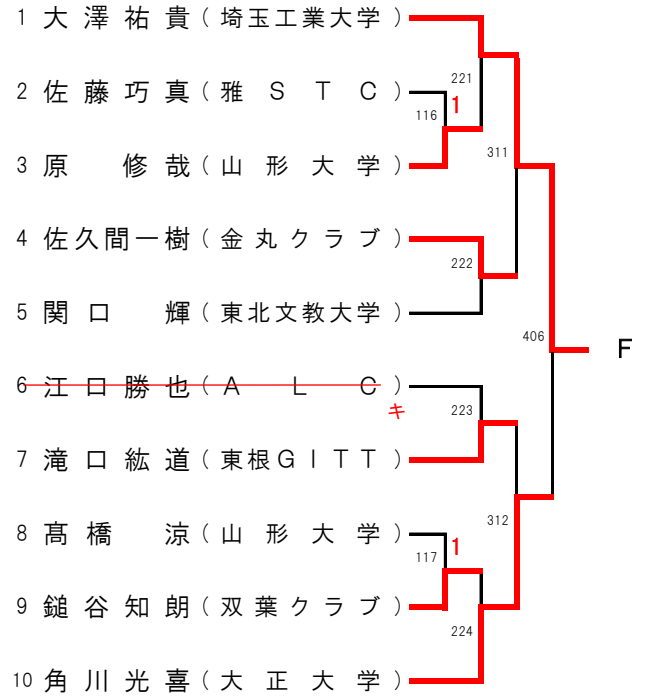 1 大澤祐貴(埼玉工業大学)
221
2 佐藤巧真(雅STC)
116 1
311
3 原 修哉(山形大学)
4 佐久間一樹(金丸クラブ)
222
5 関口 輝(東北文教大学)
406 F
6 江口勝也(ALC)
キ 223
7 滝口紘道(東根GITT)
312
8 髙橋 涼(山形大学)
117 1
9 鎚谷知朗(双葉クラブ)
224
10 角川光喜(大正大学)